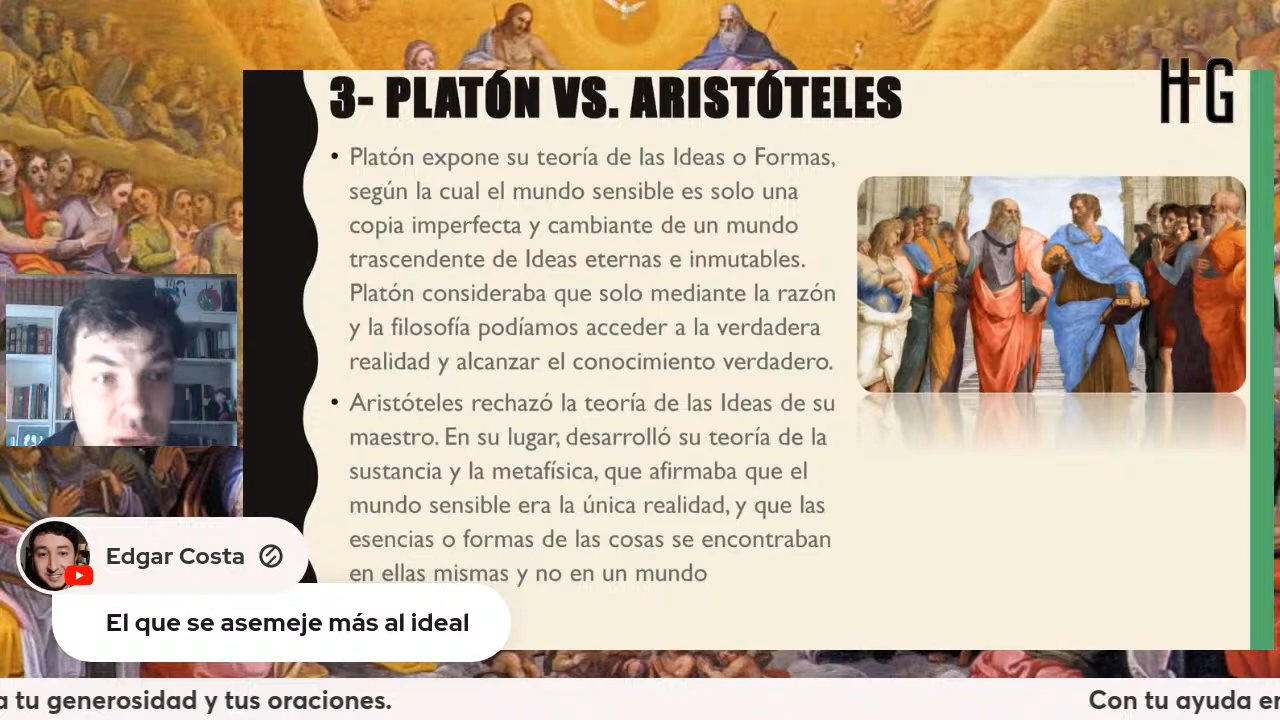 3- PLATÓN VS. ARISTÓTELES
H+G
• Platón expone su teoría de las Ideas o Formas,
según la cual el mundo sensible es solo una
copia imperfecta y cambiante de un mundo
trascendente de Ideas eternas e inmutables.
Platón consideraba que solo mediante la razón
y la filosofía podíamos acceder a la verdadera
realidad y alcanzar el conocimiento verdadero.
• Aristóteles rechazó la teoría de las Ideas de su
maestro. En su lugar, desarrolló su teoría de la
sustancia y la metafísica, que afirmaba que el
mundo sensible era la única realidad, y que las
esencias o formas de las cosas se encontraban
en ellas mismas y no en un mundo
Edgar Costa
El que se asemeje más al ideal
a tu generosidad y tus oraciones.
Con tu ayuda